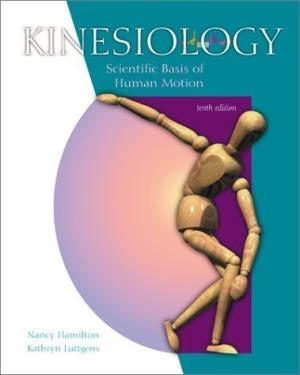 KINESIOLOGY
Scientific Basis of
Human Motion
tenth edition
Nancy Hamilton
Kathryn Luttgens